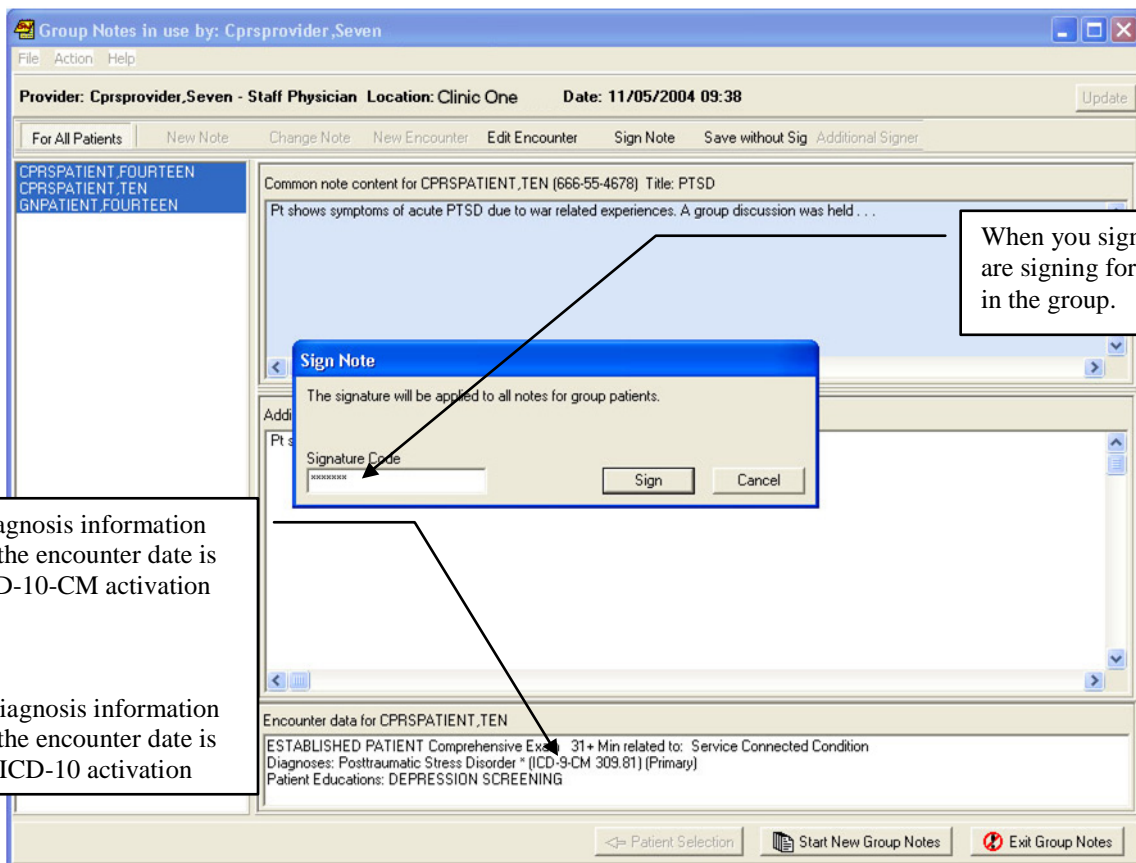 Group Notes in use by: Cprsprovider,Seven
File Action Help
Provider: Cprsprovider,Seven - Staff Physician Location: Clinic One Date: 11/05/2004 09:38
Update
For All Patients New Note Change Note New Encounter Edit Encounter Sign Note Save without Sig Additional Signer
CPRSPATIENT,FOURTEEN
CPRSPATIENT,TEN
GNPATIENT,FOURTEEN
Common note content for CPRSPATIENT,TEN (666-55-4678) Title: PTSD
Pt shows symptoms of acute PTSD due to war related experiences. A group discussion was held . . .
When you sign
are signing for
in the group.
Sign Note
The signature will be applied to all notes for group patients.
Signature Code
*******
Sign Cancel
Addi
Pt s
agnosis information
the encounter date is
D-10-CM activation
iagnosis information
the encounter date is
ICD-10 activation
Encounter data for CPRSPATIENT,TEN
ESTABLISHED PATIENT Comprehensive Exam 31+ Min related to: Service Connected Condition
Diagnoses: Posttraumatic Stress Disorder * (ICD-9-CM 309.81) (Primary)
Patient Educations: DEPRESSION SCREENING
<= Patient Selection Start New Group Notes Exit Group Notes